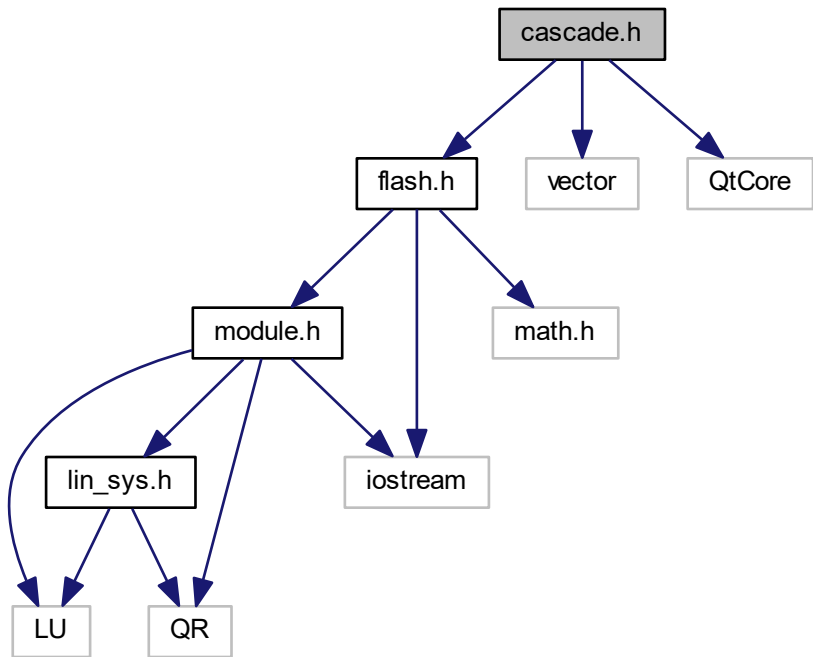 cascade.h
flash.h
vector
QtCore
module.h
math.h
lin_sys.h
iostream
LU
QR